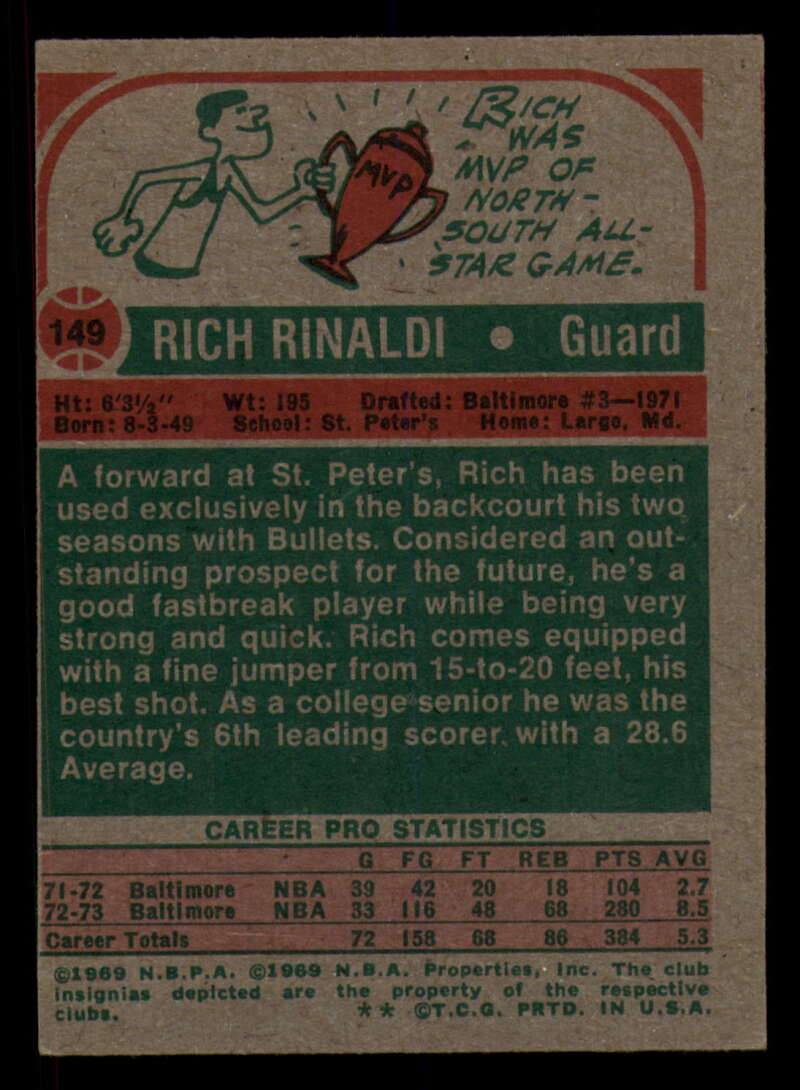 RICH
WAS
MVP OF
NORTH-
SOUTH ALL-
STAR GAME.
MVP
149 RICH RINALDI • Guard
Ht: 6'3½" Wt: 195 Drafted: Baltimore #3—1971
Born: 8-3-49 School: St. Peter's Home: Largo, Md.
A forward at St. Peter's, Rich has been
used exclusively in the backcourt his two
seasons with Bullets. Considered an out-
standing prospect for the future, he's a
good fastbreak player while being very
strong and quick. Rich comes equipped
with a fine jumper from 15-to-20 feet, his
best shot. As a college senior he was the
country's 6th leading scorer with a 28.6
Average.
CAREER PRO STATISTICS
G FG FT REB PTS AVG
71-72 Baltimore NBA 39 42 20 18 104 2.7
72-73 Baltimore NBA 33 116 48 68 280 8.5
Career Totals 72 158 68 86 384 5.3
©1969 N.B.P.A. ©1969 N.B.A. Properties, Inc. The club
insignias depicted are the property of the respective
clubs. ** ©T.C.G. PRTD. IN U.S.A.